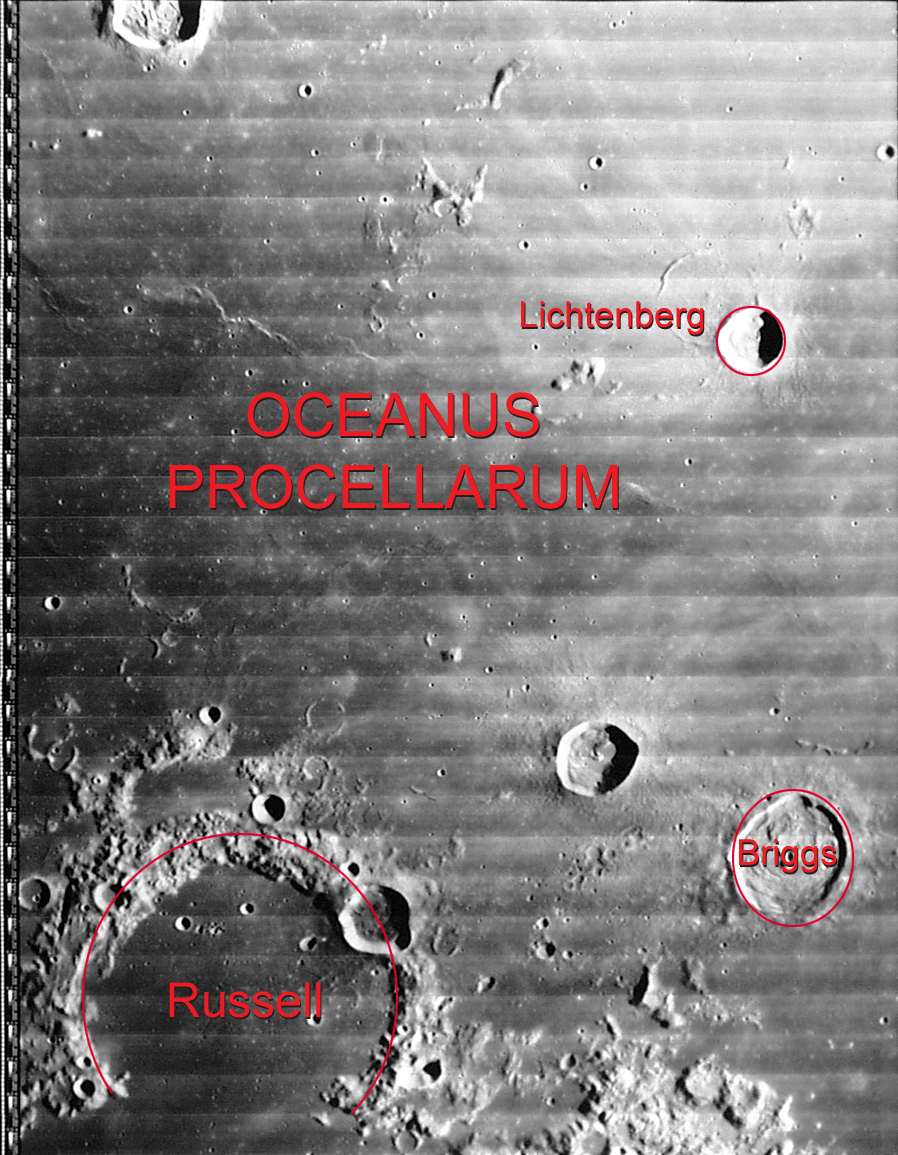 Lichtenberg
OCEANUS
PROCELLARUM
Briggs
Russell